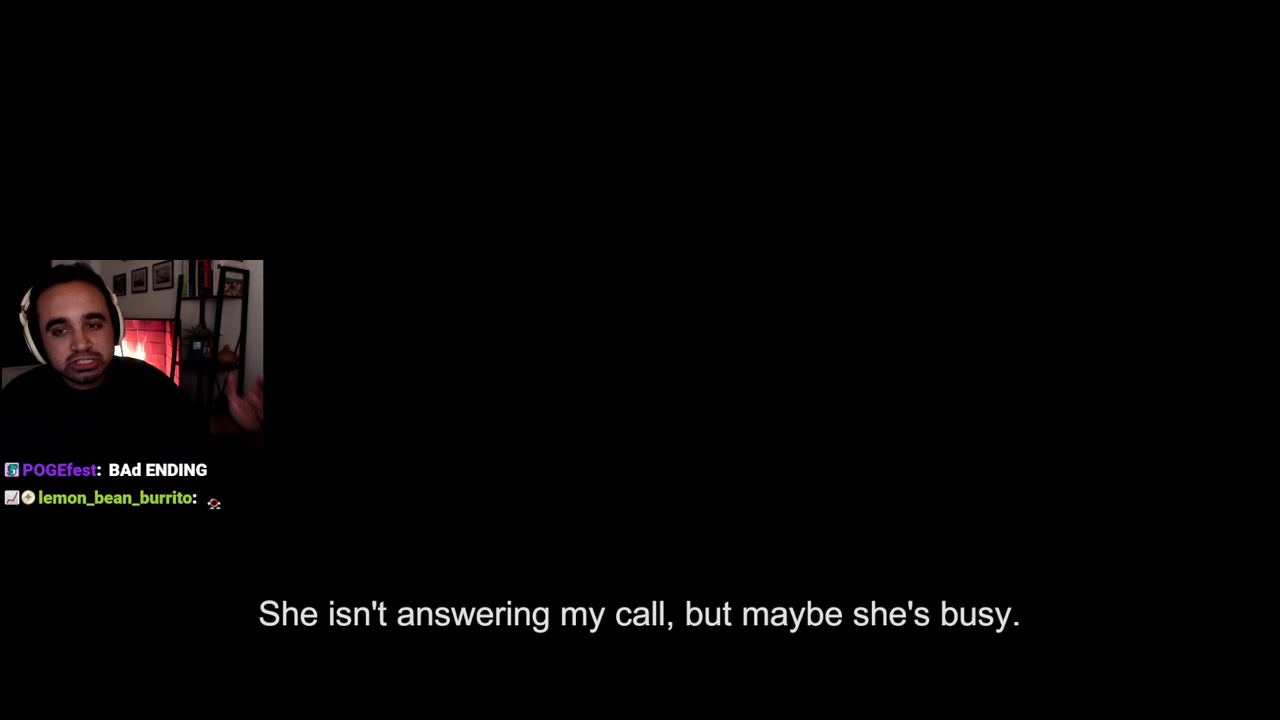 POGEfest: BAd ENDING
lemon_bean_burrito:
She isn't answering my call, but maybe she's busy.